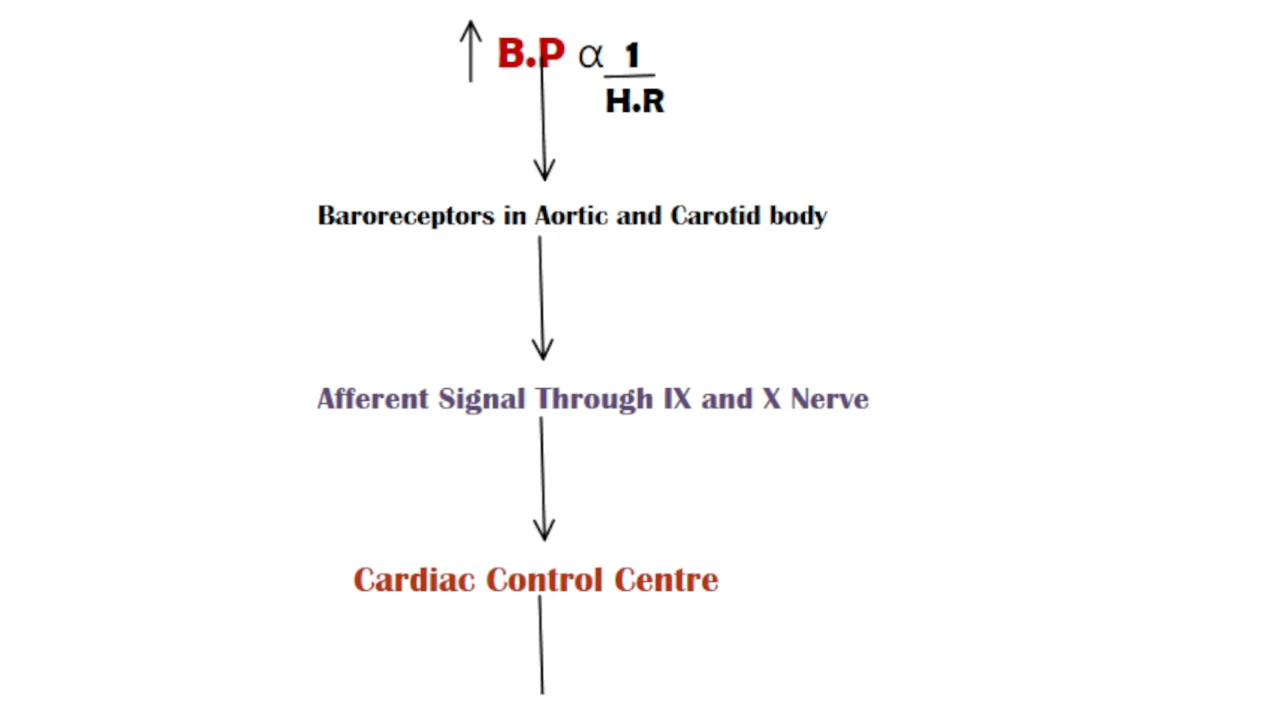 B.P α 1
H.R
Baroreceptors in Aortic and Carotid body
Afferent Signal Through IX and X Nerve
Cardiac Control Centre